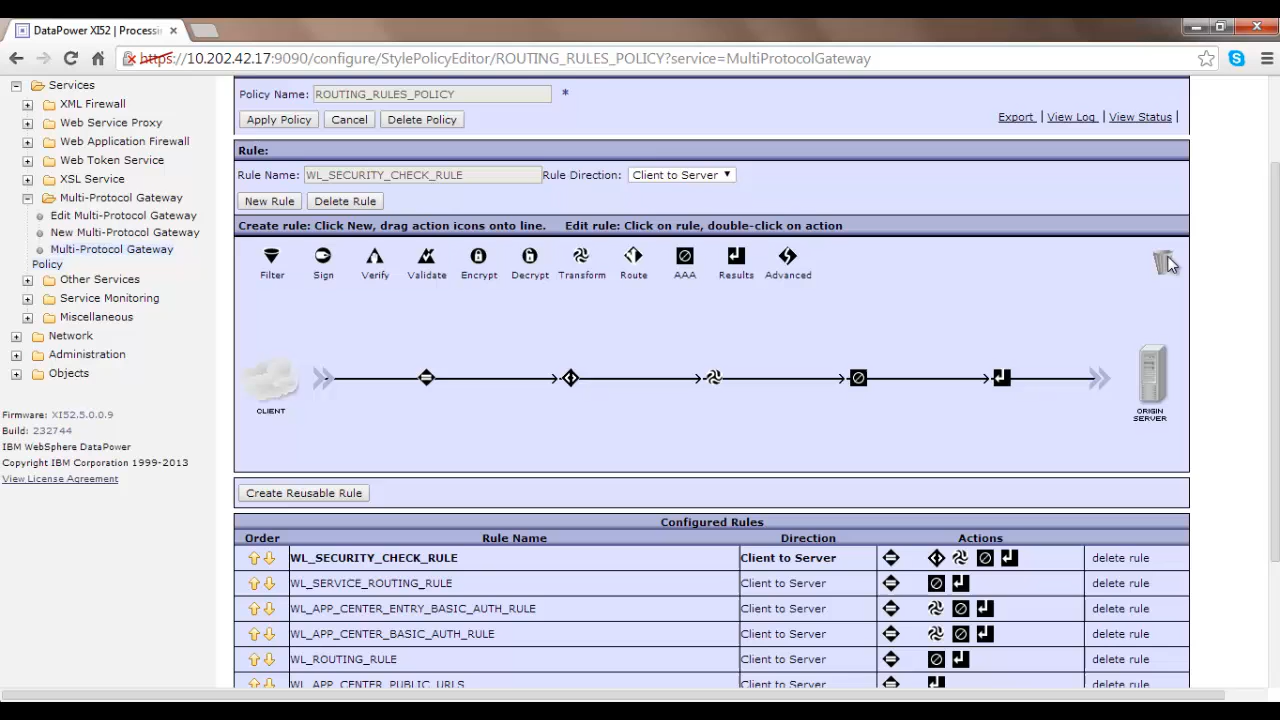 DataPower XI52 | Processin
https://10.202.42.17:9090/configure/StylePolicyEditor/ROUTING_RULES_POLICY?service=MultiProtocolGateway
Services
XML Firewall
Web Service Proxy
Web Application Firewall
Web Token Service
XSL Service
Multi-Protocol Gateway
Edit Multi-Protocol Gateway
New Multi-Protocol Gateway
Multi-Protocol Gateway
Policy
Other Services
Service Monitoring
Miscellaneous
Network
Administration
Objects
Firmware: XI52.5.0.0.9
Build: 232744
IBM WebSphere DataPower
Copyright IBM Corporation 1999-2013
View License Agreement
Policy Name: ROUTING_RULES_POLICY *
Apply Policy Cancel Delete Policy Export | View Log | View Status |
Rule:
Rule Name: WL_SECURITY_CHECK_RULE Rule Direction: Client to Server
New Rule Delete Rule
Create rule: Click New, drag action icons onto line. Edit rule: Click on rule, double-click on action
Filter Sign Verify Validate Encrypt Decrypt Transform Route AAA Results Advanced
CLIENT
ORIGIN
SERVER
Create Reusable Rule
Configured Rules
Order Rule Name Direction Actions
WL_SECURITY_CHECK_RULE Client to Server delete rule
WL_SERVICE_ROUTING_RULE Client to Server delete rule
WL_APP_CENTER_ENTRY_BASIC_AUTH_RULE Client to Server delete rule
WL_APP_CENTER_BASIC_AUTH_RULE Client to Server delete rule
WL_ROUTING_RULE Client to Server delete rule
WL_APP_CENTER_PUBLIC_URLS Client to Server delete rule